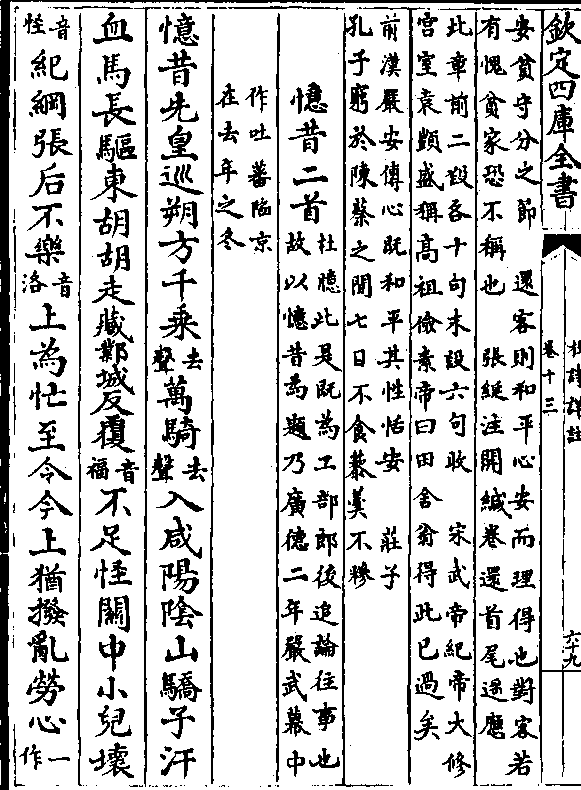 欽定四庫全書
杜詩詳註
卷十三
六十九
安貧守分之節　還客則和平心安而理得也對客若
有愧貧家恐不稱也　張綖注開緘卷還首尾遥應
此章前二段各十句末段六句收　宋武帝紀帝大修
宫室袁顗盛稱高祖儉素帝曰田舍翁得此已過矣
前漢嚴安傳心既和平其性恬安　莊子
孔子窮於陳蔡之間七日不食藜羮不糝
憶昔二首
杜臆此是既為工部郎後追論往事也
故以憶昔為題乃廣德二年嚴武幕中
作吐蕃臨京
在去年之冬
憶昔先皇巡朔方千乘去聲萬騎去聲入咸陽陰山驕子汗
血馬長驅東胡胡走藏鄴城反覆音福不足怪關中小兒壞
音怪紀綱張后不樂音洛上為忙至令今上猶撥亂勞心一作